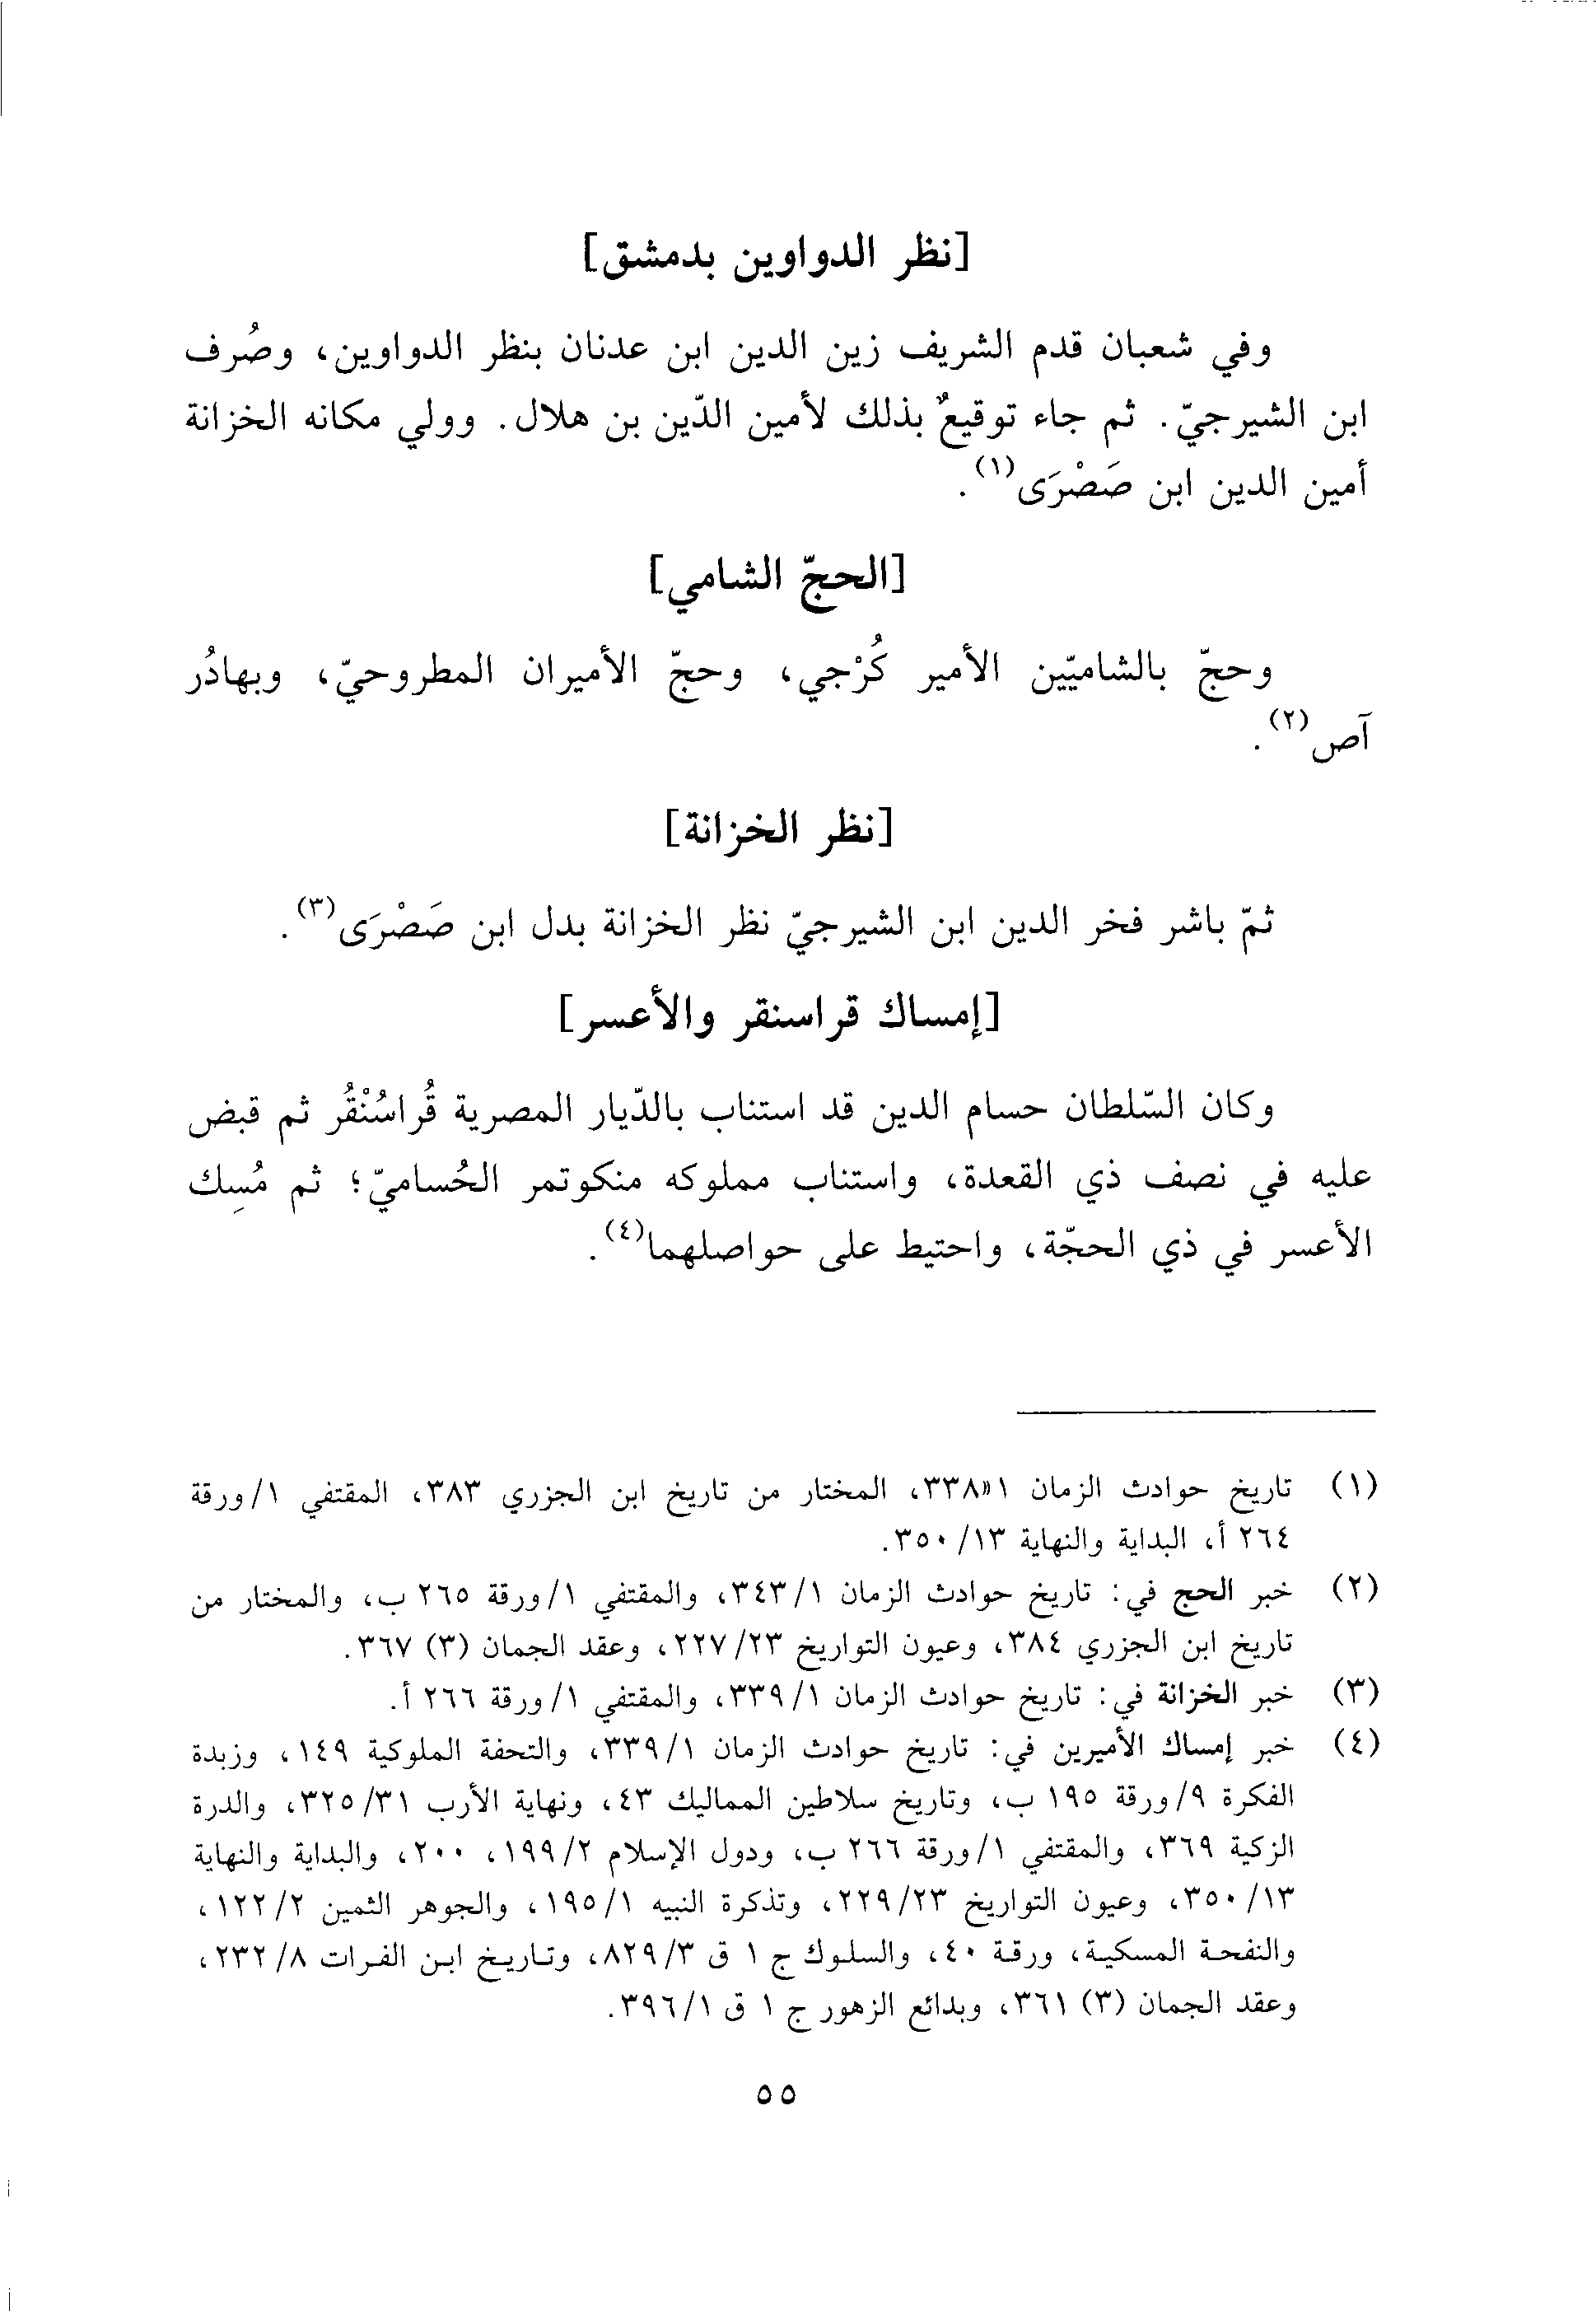 [نظر الدواوين بدمشق]
وفي شعبان قدم الشريف زين الدين ابن عدنان بنظر الدواوين، وصُرف
ابن الشيرجيّ. ثم جاء توقيعٌ بذلك لأمين الدّين بن هلال. وولي مكانه الخزانة
أمين الدين ابن صَصْرَى(١).
[الحجّ الشامي]
وحجّ بالشاميّين الأمير كُرْجي، وحجّ الأميران المطروحيّ، وبهادُر
آص(٢).
[نظر الخزانة]
ثمّ باشر فخر الدين ابن الشيرجيّ نظر الخزانة بدل ابن صَصْرَى(٣).
[إمساك قراسنقر والأعسر]
وكان السّلطان حسام الدين قد استناب بالدّيار المصرية قُراسُنْقُر ثم قبض
عليه في نصف ذي القعدة، واستناب مملوكه منكوتمر الحُساميّ؛ ثم مُسِك
الأعسر في ذي الحجّة، واحتيط على حواصلهما(٤).
(١) تاريخ حوادث الزمان ١»٣٣٨، المختار من تاريخ ابن الجزري ٣٨٣، المقتفي ١/ورقة
٢٦٤ أ، البداية والنهاية ١٣/ ٣٥٠.
(٢) خبر الحج في: تاريخ حوادث الزمان ١/ ٣٤٣، والمقتفي ١/ورقة ٢٦٥ ب، والمختار من
تاريخ ابن الجزري ٣٨٤، وعيون التواريخ ٢٣/ ٢٢٧، وعقد الجمان (٣) ٣٦٧.
(٣) خبر الخزانة في: تاريخ حوادث الزمان ١/ ٣٣٩، والمقتفي ١/ورقة ٢٦٦ أ.
(٤) خبر إمساك الأميرين في: تاريخ حوادث الزمان ١/ ٣٣٩، والتحفة الملوكية ١٤٩، وزبدة
الفكرة ٩/ورقة ١٩٥ ب، وتاريخ سلاطين المماليك ٤٣، ونهاية الأرب ٣١/ ٣٢٥، والدرة
الزكية ٣٦٩، والمقتفي ١/ورقة ٢٦٦ ب، ودول الإسلام ٢/ ١٩٩، ٢٠٠، والبداية والنهاية
١٣/ ٣٥٠، وعيون التواريخ ٢٣/ ٢٢٩، وتذكرة النبيه ١/ ١٩٥، والجوهر الثمين ٢/ ١٢٢،
والنفحة المسكية، ورقة ٤٠، والسلوك ج ١ ق ٣/ ٨٢٩، وتاريخ ابن الفرات ٨/ ٢٣٢،
وعقد الجمان (٣) ٣٦١، وبدائع الزهور ج ١ ق ١/ ٣٩٦.
٥٥